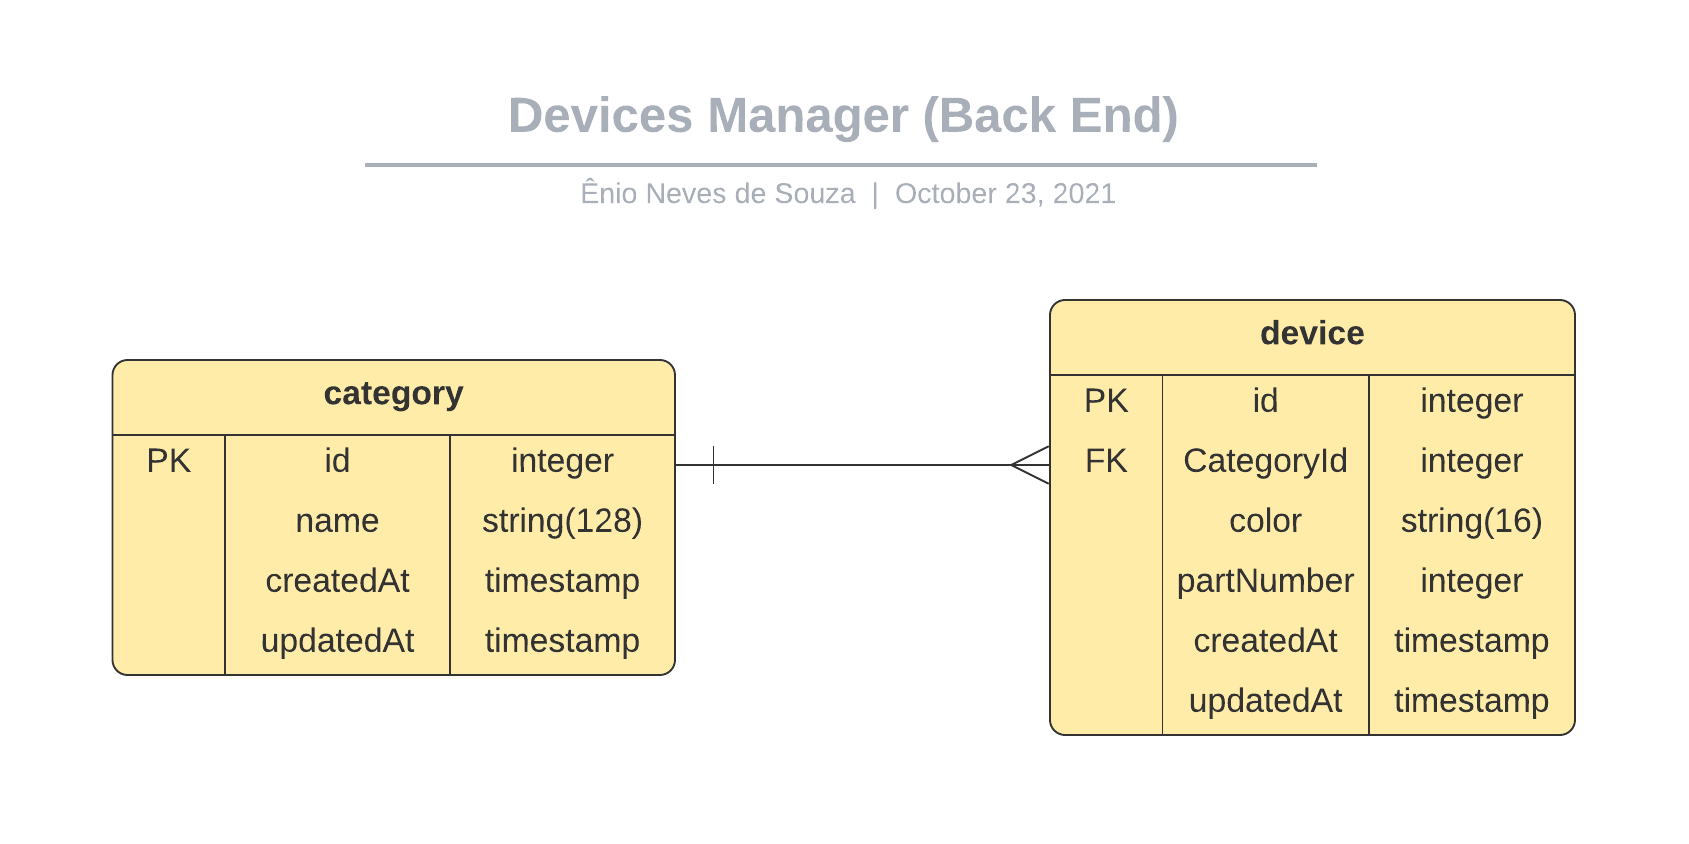 Devices Manager (Back End)
Ênio Neves de Souza | October 23, 2021
category
PK id integer
name string(128)
createdAt timestamp
updatedAt timestamp
device
PK id integer
FK CategoryId integer
color string(16)
partNumber integer
createdAt timestamp
updatedAt timestamp